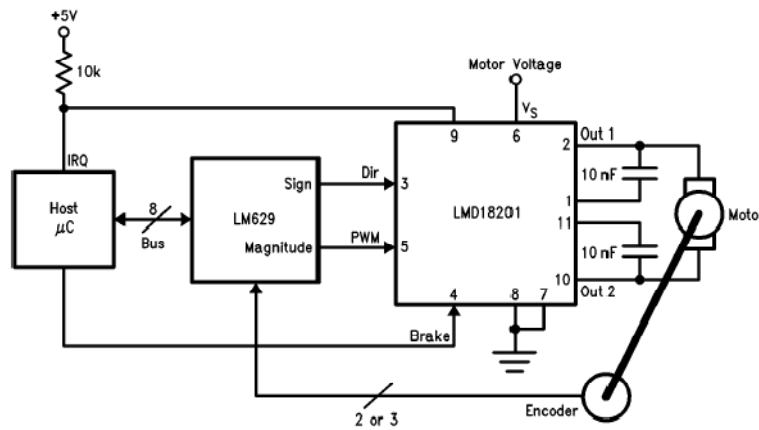 +5V
10k
Motor Voltage
VS
9
6
Out 1
2
IRQ
Host
μC
8
Bus
Sign
LM629
Magnitude
Dir
3
PWM
5
LMD18201
10 nF
1
11
10 nF
10
Out 2
4
8
7
Moto
Brake
2 or 3
Encoder